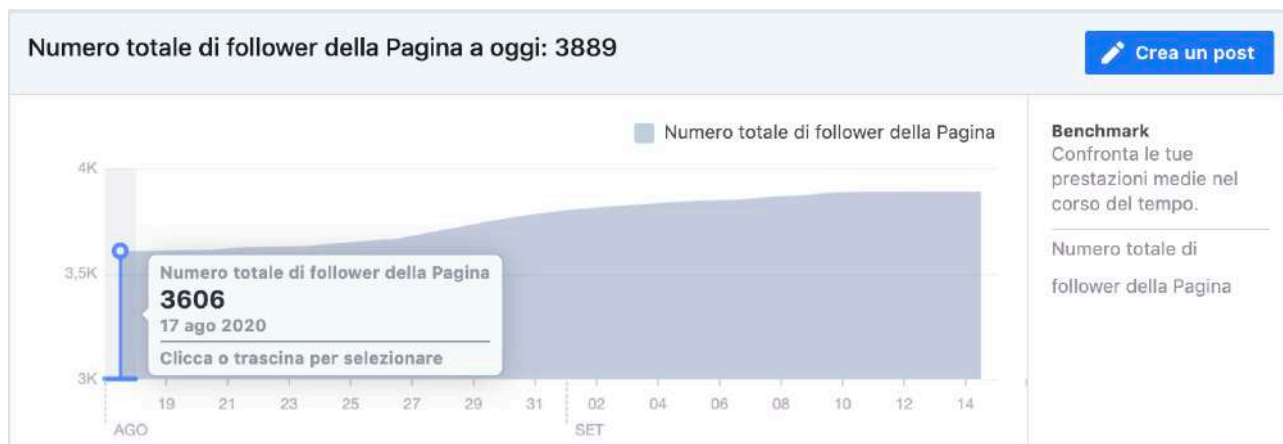 Numero totale di follower della Pagina a oggi: 3889
Crea un post
Numero totale di follower della Pagina
4K
3,5K
3K
Numero totale di follower della Pagina
3606
17 ago 2020
Clicca o trascina per selezionare
19 21 23 25 27 29 31 02 04 06 08 10 12 14
AGO SET
Benchmark
Confronta le tue
prestazioni medie nel
corso del tempo.
Numero totale di
follower della Pagina